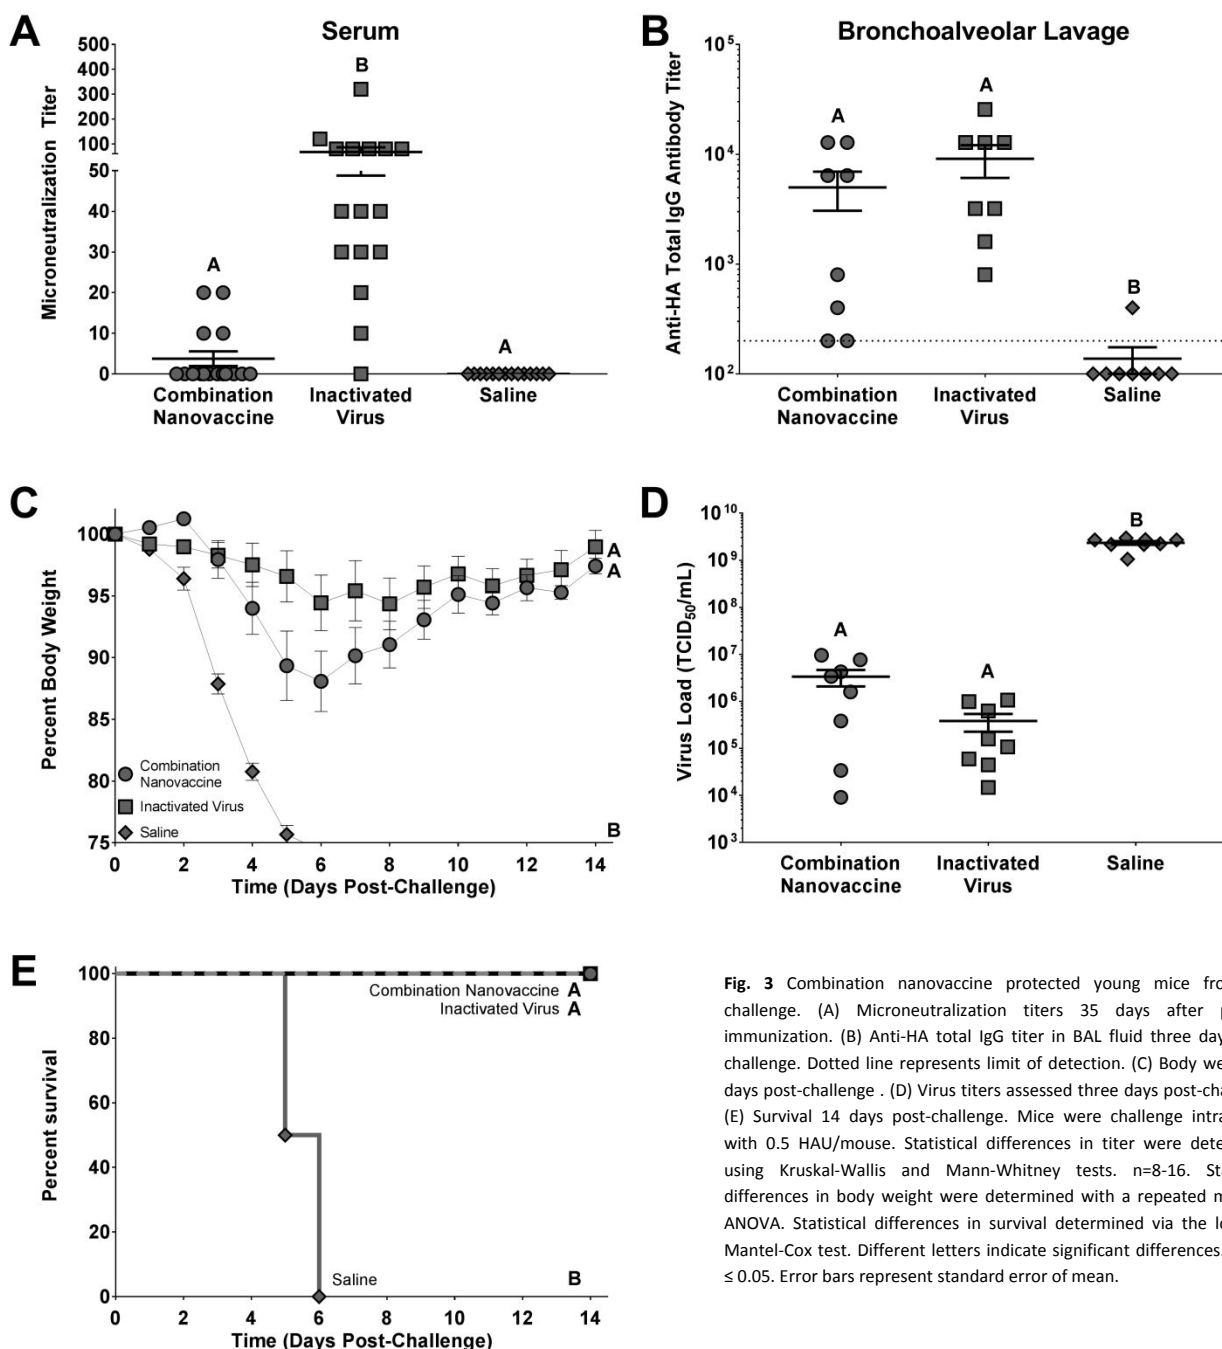 A
Serum
500
400
300
200
100
50
40
30
20
10
0
Micronutralization Titer
A
B
A
Combination
Nanovaccine
Inactivated
Virus
Saline
B
Bronchoalveolar Lavage
10⁵
10⁴
10³
10²
Anti-HA Total IgG Antibody Titer
A
A
B
Combination
Nanovaccine
Inactivated
Virus
Saline
C
100
95
90
85
80
75
Percent Body Weight
A
A
B
Combination
Nanovaccine
Inactivated Virus
Saline
0 2 4 6 8 10 12 14
Time (Days Post-Challenge)
D
10¹⁰
10⁹
10⁸
10⁷
10⁶
10⁵
10⁴
10³
Virus Load (TCID₅₀/mL)
A
A
B
Combination
Nanovaccine
Inactivated
Virus
Saline
E
100
80
60
40
20
0
Percent survival
Combination Nanovaccine A
Inactivated Virus A
Saline
B
0 2 4 6 8 10 12 14
Time (Days Post-Challenge)
Fig. 3 Combination nanovaccine protected young mice fro
challenge. (A) Microneutralization titers 35 days after p
immunization. (B) Anti-HA total IgG titer in BAL fluid three day
challenge. Dotted line represents limit of detection. (C) Body we
days post-challenge . (D) Virus titers assessed three days post-cha
(E) Survival 14 days post-challenge. Mice were challenge intra
with 0.5 HAU/mouse. Statistical differences in titer were dete
using Kruskal-Wallis and Mann-Whitney tests. n=8-16. Sta
differences in body weight were determined with a repeated m
ANOVA. Statistical differences in survival determined via the lo
Mantel-Cox test. Different letters indicate significant differences.
≤ 0.05. Error bars represent standard error of mean.